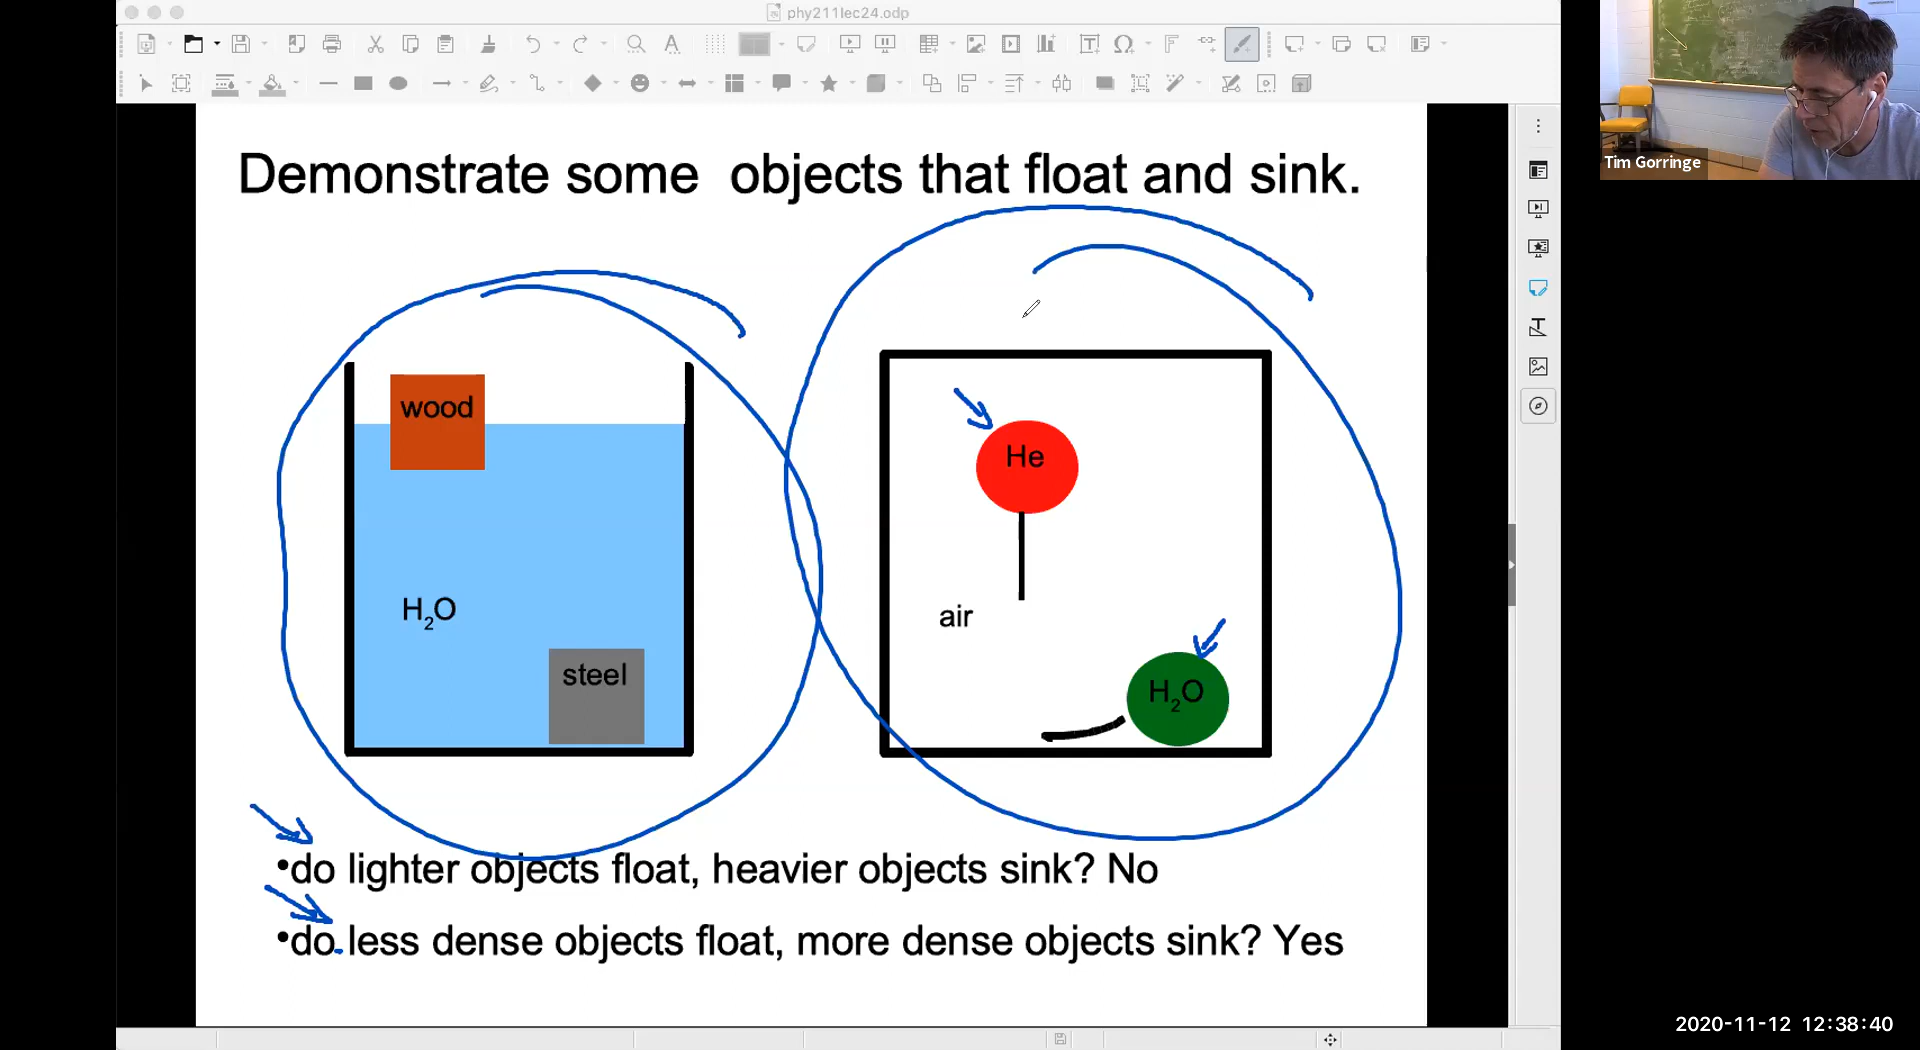 phy211lec24.odp
Demonstrate some objects that float and sink.
wood
H₂O
steel
He
air
H₂O
•do lighter objects float, heavier objects sink? No
•do less dense objects float, more dense objects sink? Yes
Tim Gorringe
2020-11-12 12:38:40